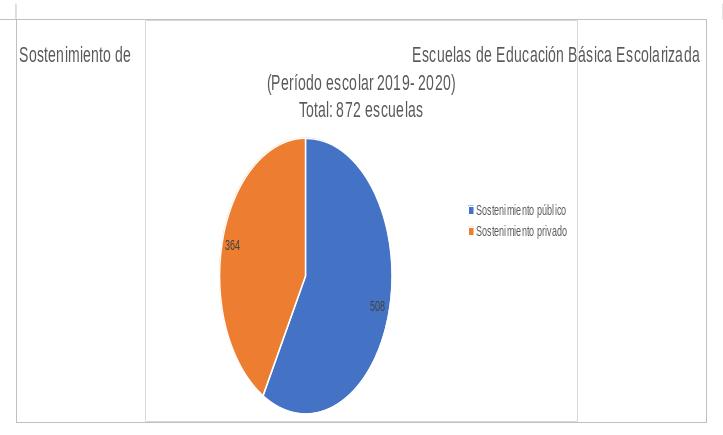 Sostenimiento de Escuelas de Educación Básica Escolarizada
(Período escolar 2019- 2020)
Total: 872 escuelas
Sostenimiento público
Sostenimiento privado
364
508